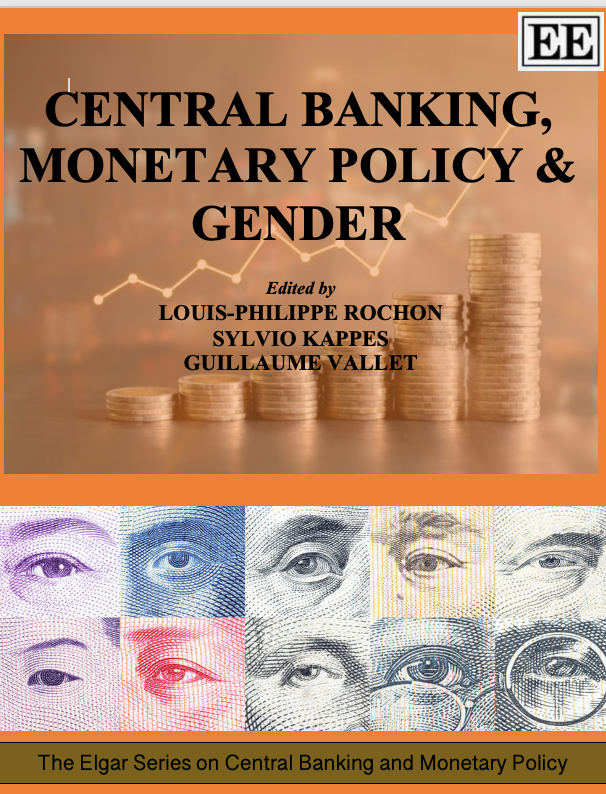 EE
CENTRAL BANKING,
MONETARY POLICY &
GENDER
Edited by
LOUIS-PHILIPPE ROCHON
SYLVIO KAPPES
GUILLAUME VALLET
The Elgar Series on Central Banking and Monetary Policy